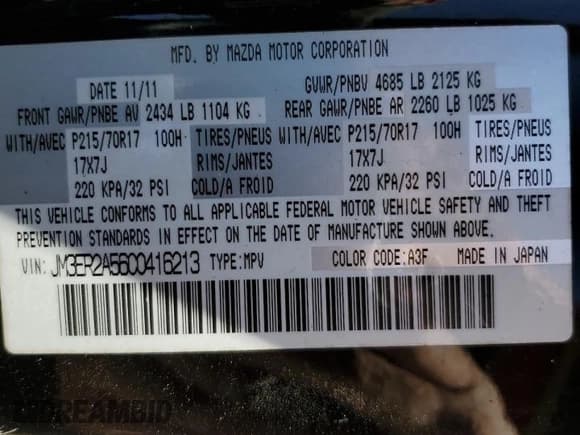 MFD. BY MAZDA MOTOR CORPORATION
DATE 11/11 GVWR/PNBV 4685 LB 2125 KG
FRONT GAWR/PNBE AV 2434 LB 1104 KG REAR GAWR/PNBE AR 2260 LB 1025 KG
WITH/AVEC P215/70R17 100H TIRES/PNEUS WITH/AVEC P215/70R17 100H TIRES/PNEUS
17X7J RIMS/JANTES 17X7J RIMS/JANTES
220 KPA/32 PSI COLD/A FROID 220 KPA/32 PSI COLD/A FROID
THIS VEHICLE CONFORMS TO ALL APPLICABLE FEDERAL MOTOR VEHICLE SAFETY AND THEFT
PREVENTION STANDARDS IN EFFECT ON THE DATE OF MANUFACTURE SHOWN ABOVE.
VIN: JM3ER2A56C0416213 TYPE:MPV COLOR CODE:A3F MADE IN JAPAN